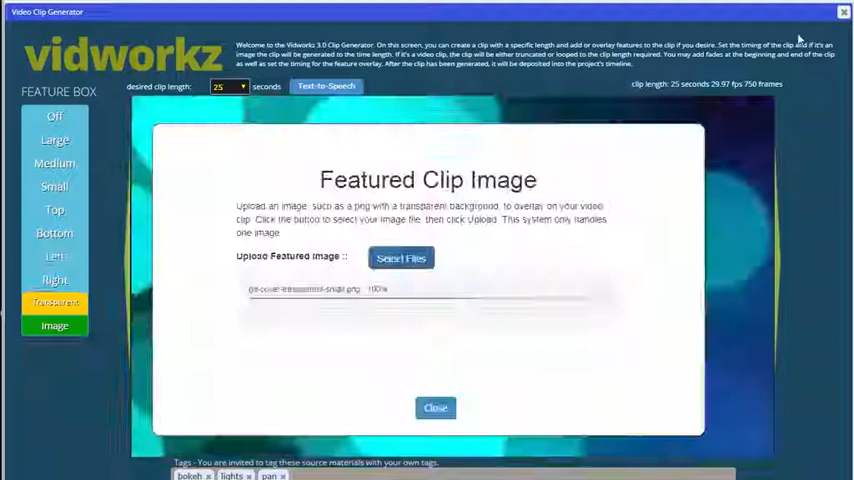 Video Clip Generator
vidworkz
Welcome to the Vidworkz 3.0 Clip Generator. On this screen, you can create a clip with a specific length and add or overlay features to the clip if you desire. Set the timing of the clip and if it's an
image the clip will be generated to the time length. If it's a video clip, the clip will be either truncated or looped to the clip length required. You may add fades at the beginning and end of the clip
as well as set the timing for the feature overlay. After the clip has been generated, it will be deposited into the project's timeline.
FEATURE BOX
desired clip length: 25 seconds Text-to-Speech
clip length: 25 seconds 29.97 fps 750 frames
Off
Large
Medium
Small
Top
Bottom
Left
Right
Transparent
Image
Featured Clip Image
Upload an image, such as a png with a transparent background, to overlay on your video
clip. Click the button to select your image file, then click Upload. This system only handles
one image.
Upload Featured Image :: Select Files
100%
Close
Tags - You are invited to tag these source materials with your own tags.
bokeh x lights x pan x